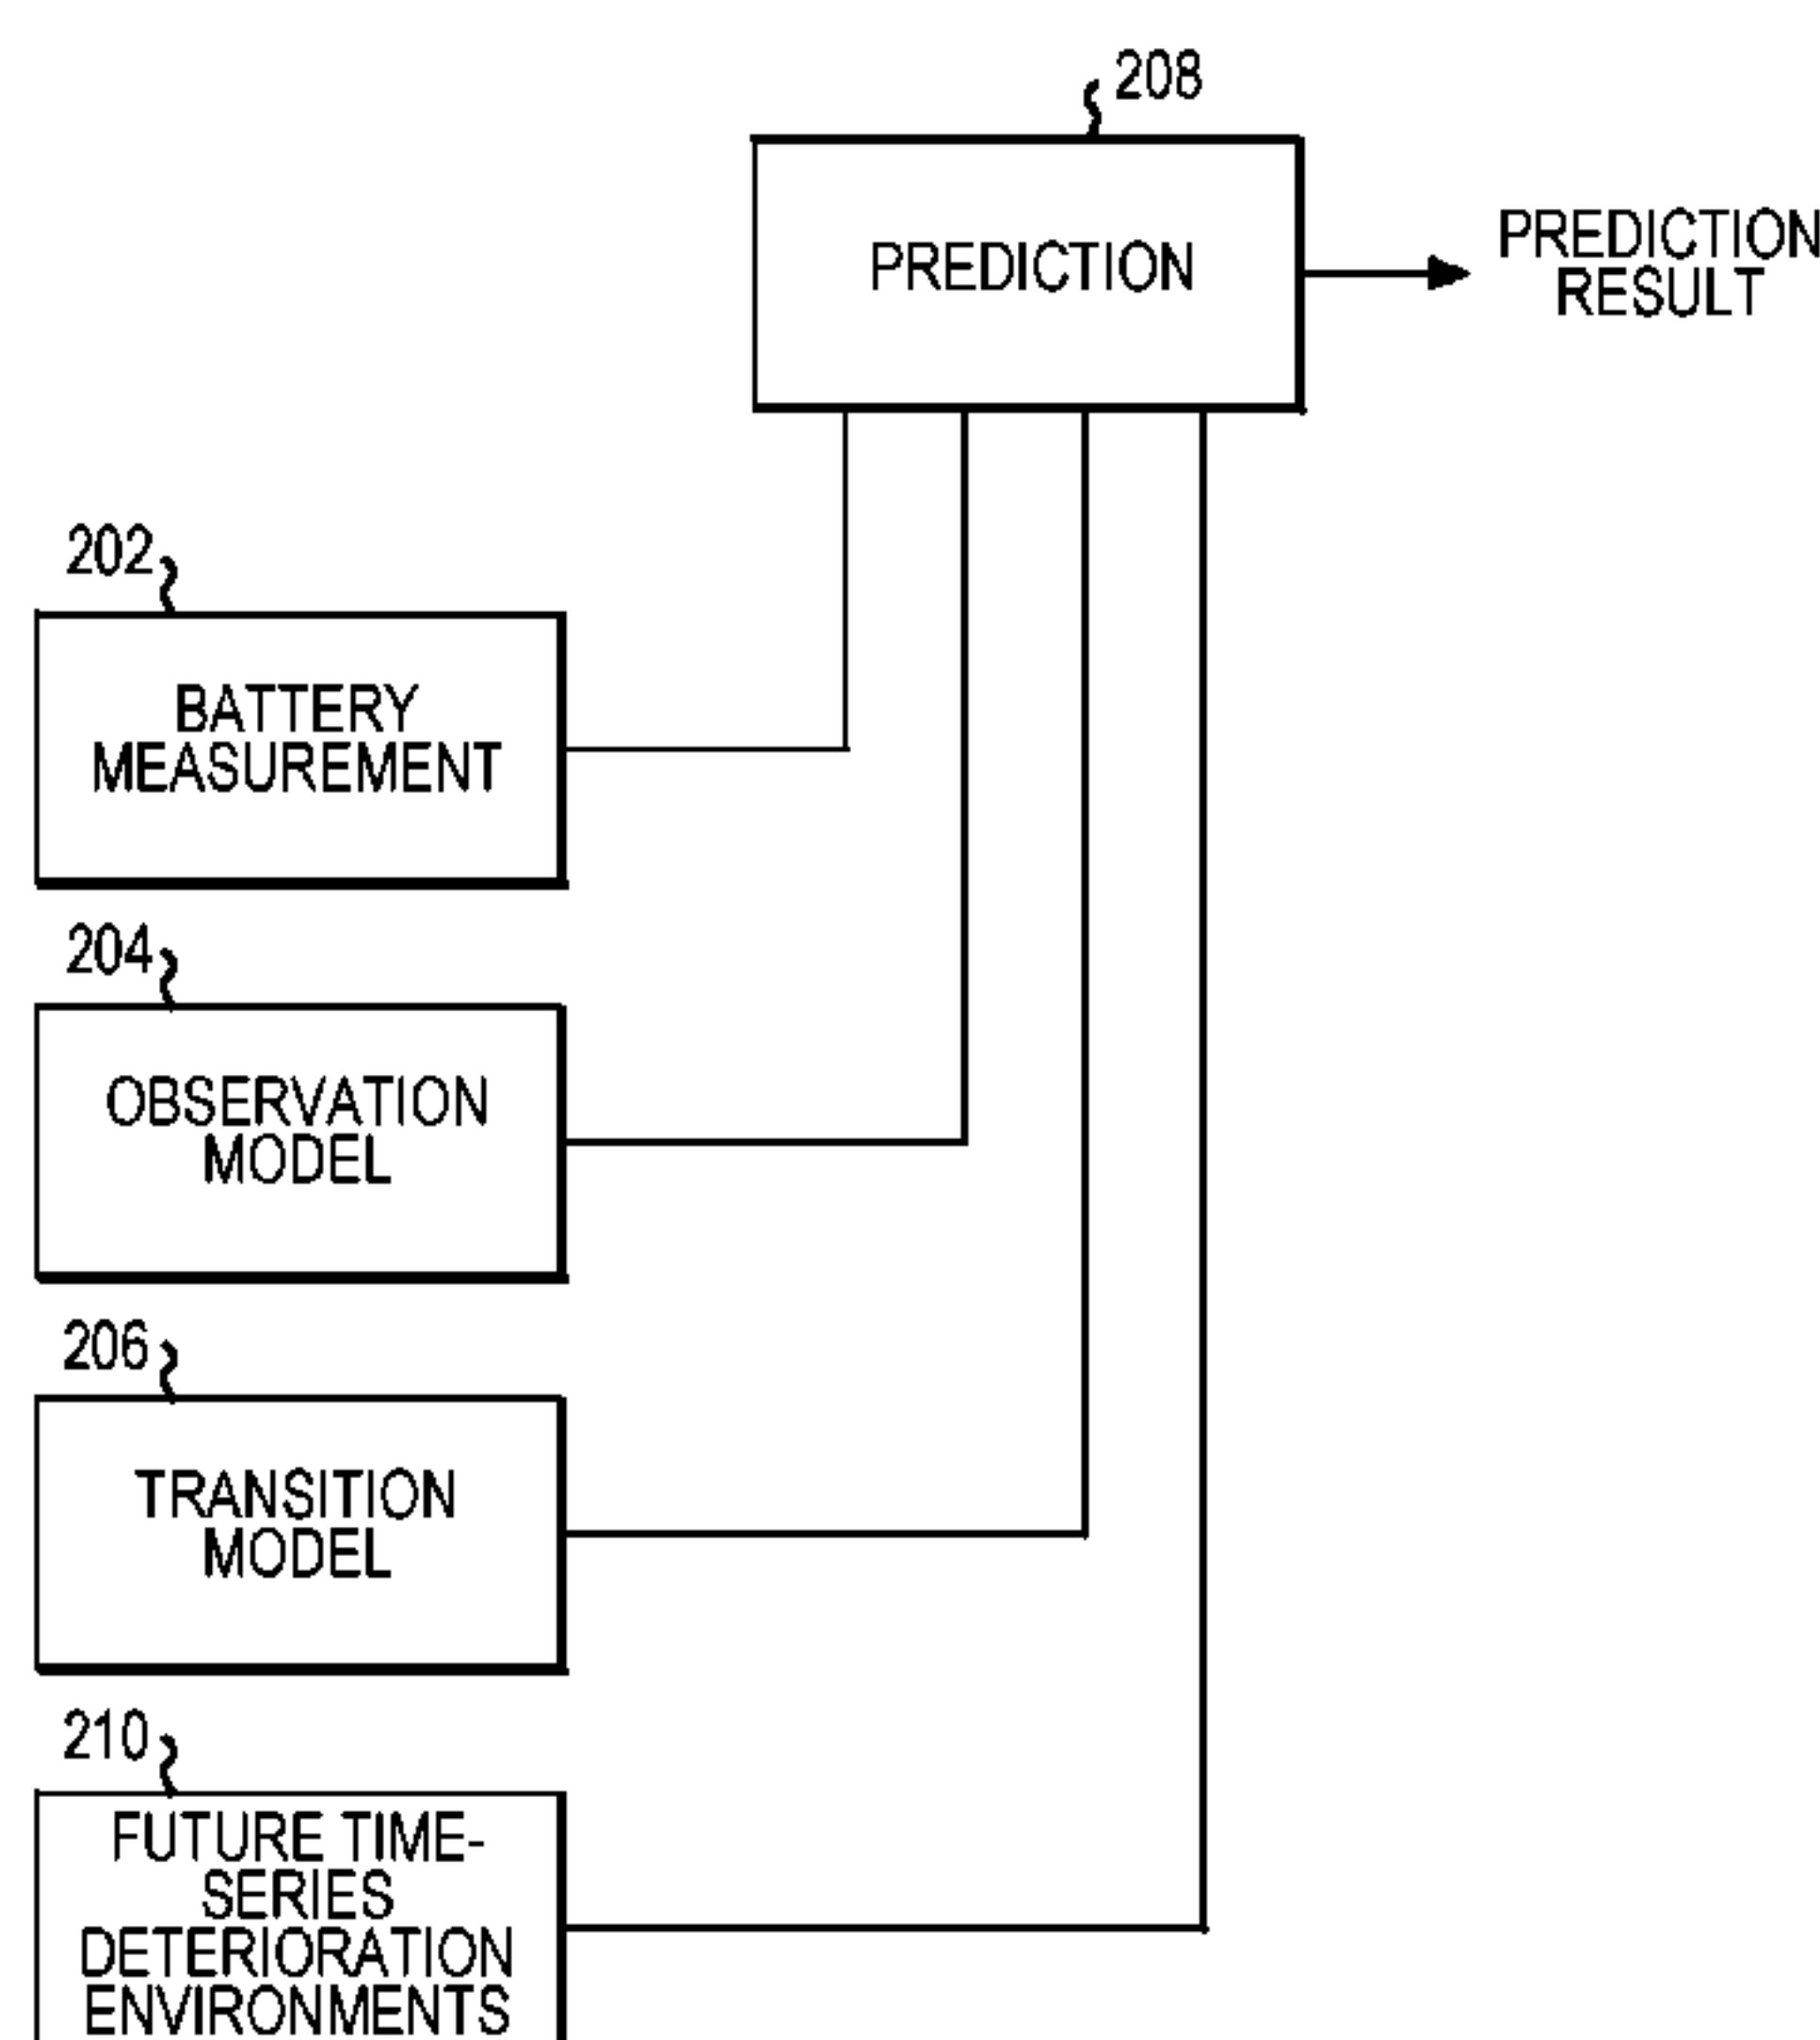 208
PREDICTION
PREDICTION
RESULT
202
BATTERY
MEASUREMENT
204
OBSERVATION
MODEL
206
TRANSITION
MODEL
210
FUTURE TIME-
SERIES
DETERIORATION
ENVIRONMENTS